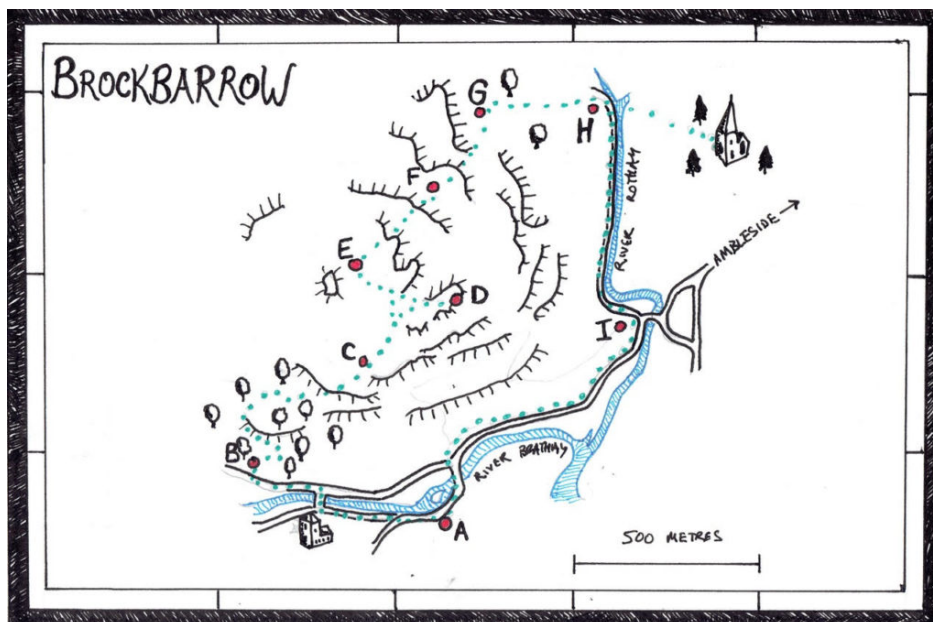 BROCKBARROW
G
H
F
RIVER ROTHAY
AMBLESIDE
E
D
I
C
B
RIVER BRATHAY
A
500 METRES